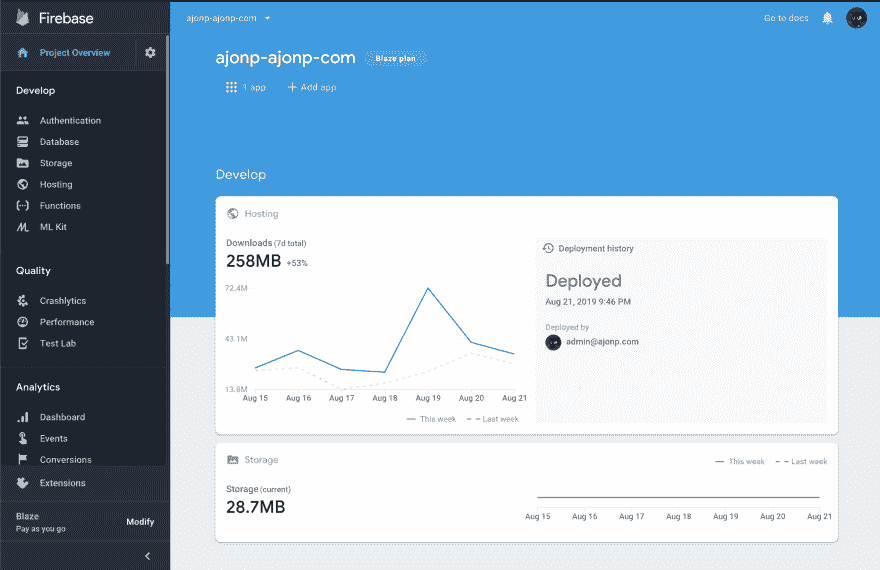 Firebase
Project Overview
Develop
Authentication
Database
Storage
Hosting
Functions
ML Kit
Quality
Crashlytics
Performance
Test Lab
Analytics
Dashboard
Events
Conversions
Extensions
Blaze
Pay as you go
Modify
ajonp-ajonp-com
Go to docs
ajonp-ajonp-com
Blaze plan
1 app
Add app
Develop
Hosting
Downloads (7d total)
258MB +53%
72.4M
43.1M
13.8M
Aug 15 Aug 16 Aug 17 Aug 18 Aug 19 Aug 20 Aug 21
This week Last week
Deployment history
Deployed
Aug 21, 2019 9:46 PM
Deployed by
admin@ajonp.com
Storage
This week Last week
Storage (current)
28.7MB
Aug 15 Aug 16 Aug 17 Aug 18 Aug 19 Aug 20 Aug 21